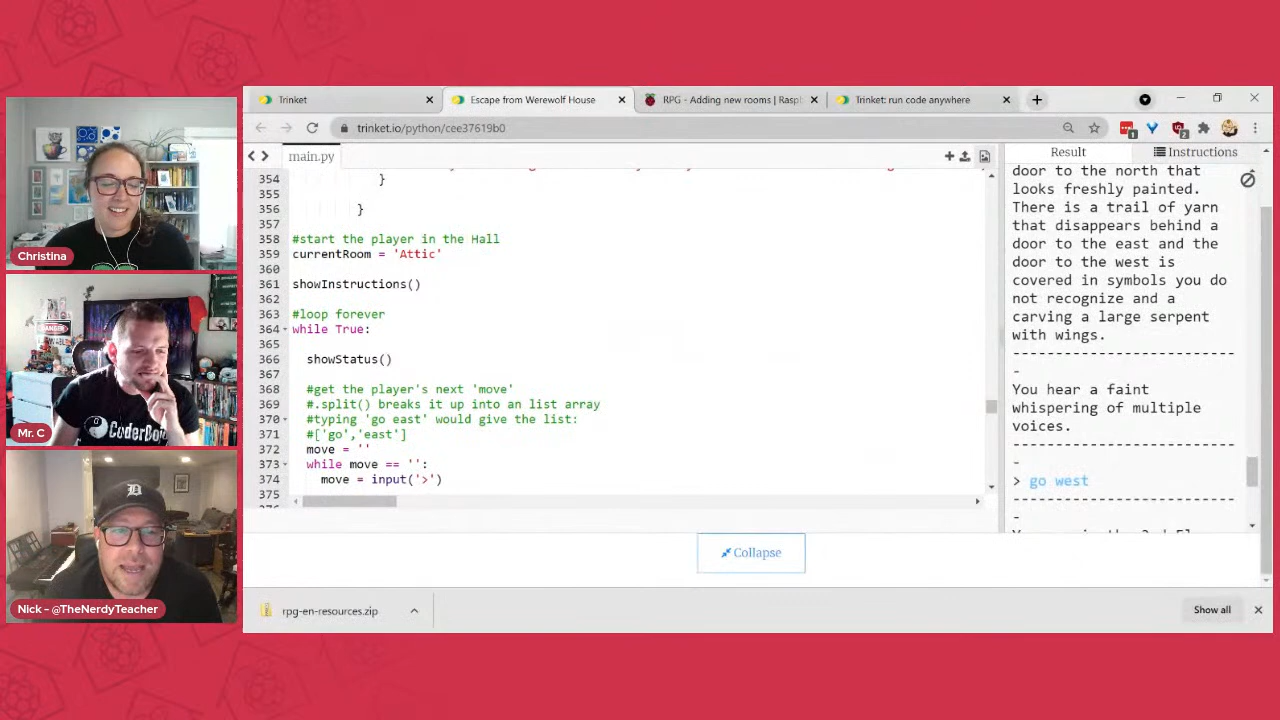 Christina
Mr. C
DANGER
CoderDojo
D
Nick - @TheNerdyTeacher
Trinket
Escape from Werewolf House
RPG - Adding new rooms | Rasp
Trinket: run code anywhere
trinket.io/python/cee37619b0
1
2
main.py
354 }
355
356 }
357
358 #start the player in the Hall
359 currentRoom = 'Attic'
360
361 showInstructions()
362
363 #loop forever
364 while True:
365
366 showStatus()
367
368 #get the player's next 'move'
369 #.split() breaks it up into an list array
370 #typing 'go east' would give the list:
371 #['go','east']
372 move = ''
373 while move == '':
374 move = input('>')
375
Result
Instructions
door to the north that
looks freshly painted.
There is a trail of yarn
that disappears behind a
door to the east and the
door to the west is
covered in symbols you do
not recognize and a
carving a large serpent
with wings.
-------------------------
-
You hear a faint
whispering of multiple
voices.
-------------------------
-
> go west
-------------------------
-
Collapse
rpg-en-resources.zip
Show all